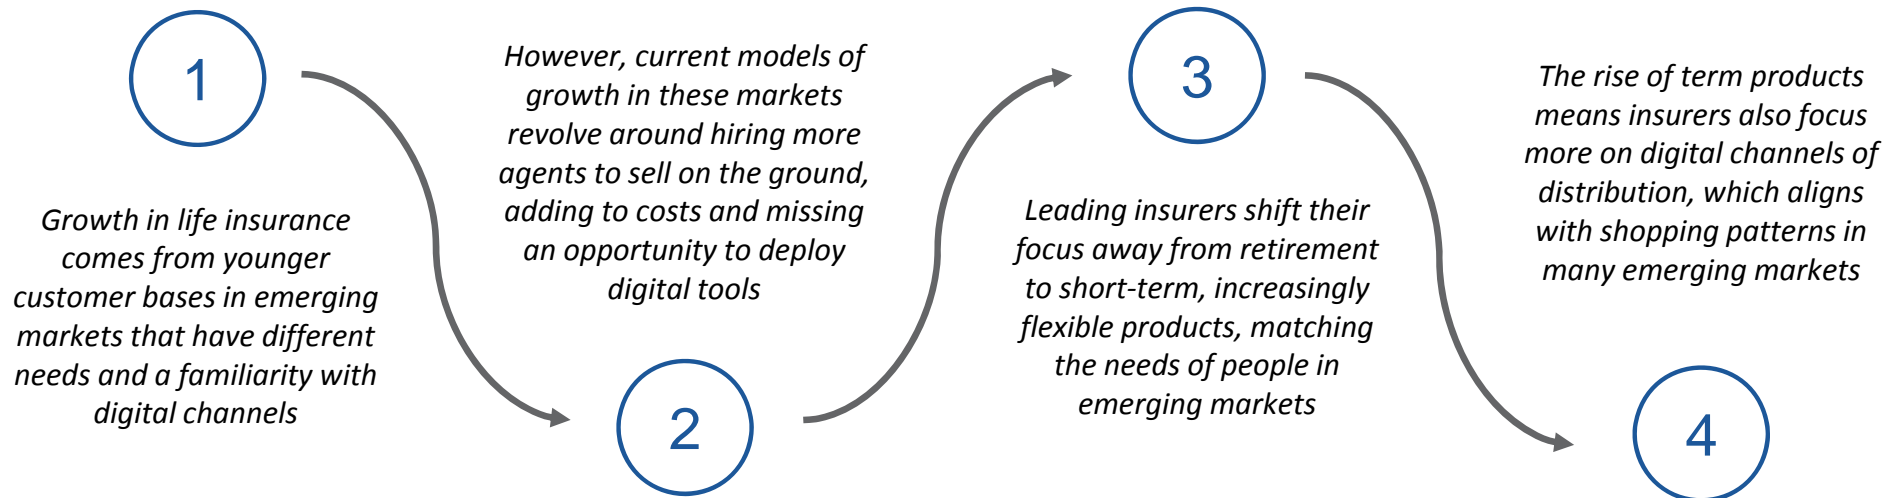 1
Growth in life insurance
comes from younger
customer bases in emerging
markets that have different
needs and a familiarity with
digital channels
However, current models of
growth in these markets
revolve around hiring more
agents to sell on the ground,
adding to costs and missing
an opportunity to deploy
digital tools
2
3
Leading insurers shift their
focus away from retirement
to short-term, increasingly
flexible products, matching
the needs of people in
emerging markets
The rise of term products
means insurers also focus
more on digital channels of
distribution, which aligns
with shopping patterns in
many emerging markets
4